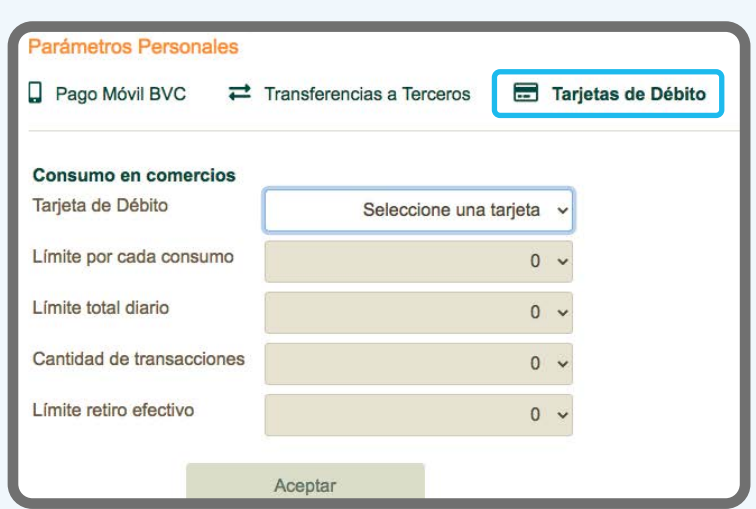 Parámetros Personales
Pago Móvil BVC Transferencias a Terceros Tarjetas de Débito
Consumo en comercios
Tarjeta de Débito Seleccione una tarjeta
Límite por cada consumo 0
Límite total diario 0
Cantidad de transacciones 0
Límite retiro efectivo 0
Aceptar